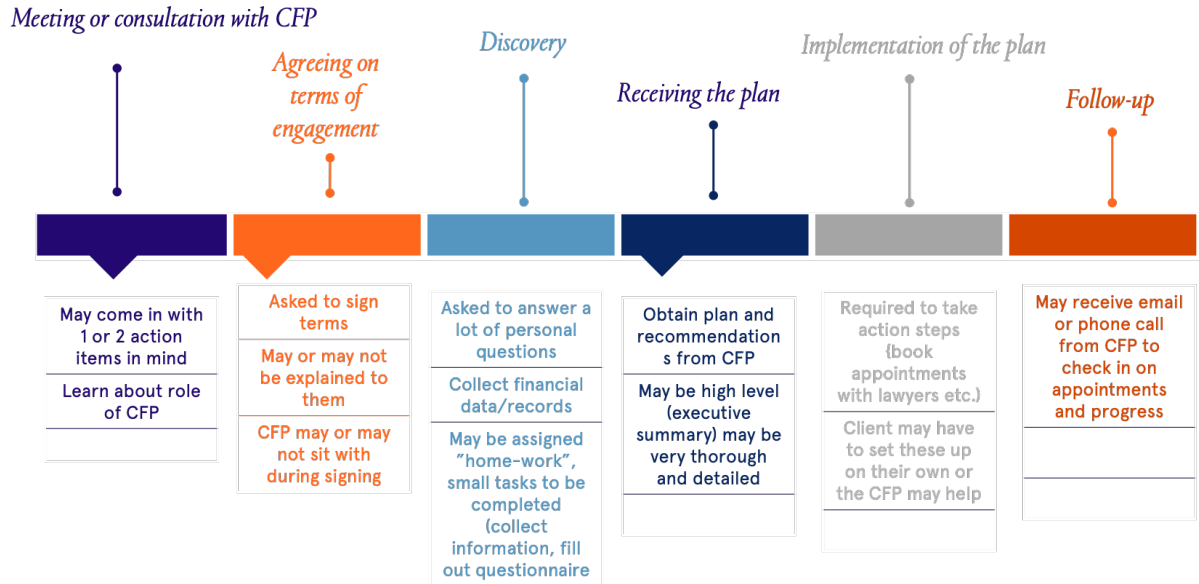 Meeting or consultation with CFP
Agreeing on
terms of
engagement
Discovery
Receiving the plan
Implementation of the plan
Follow-up
May come in with
1 or 2 action
items in mind
Learn about role
of CFP
Asked to sign
terms
May or may not
be explained to
them
CFP may or may
not sit with
during signing
Asked to answer a
lot of personal
questions
Collect financial
data/records
May be assigned
"home-work",
small tasks to be
completed
(collect
information, fill
out questionnaire
Obtain plan and
recommendation
s from CFP
May be high level
(executive
summary) may be
very thorough
and detailed
Required to take
action steps
{book
appointments
with lawyers etc.)
Client may have
to set these up
on their own or
the CFP may help
May receive email
or phone call
from CFP to
check in on
appointments
and progress